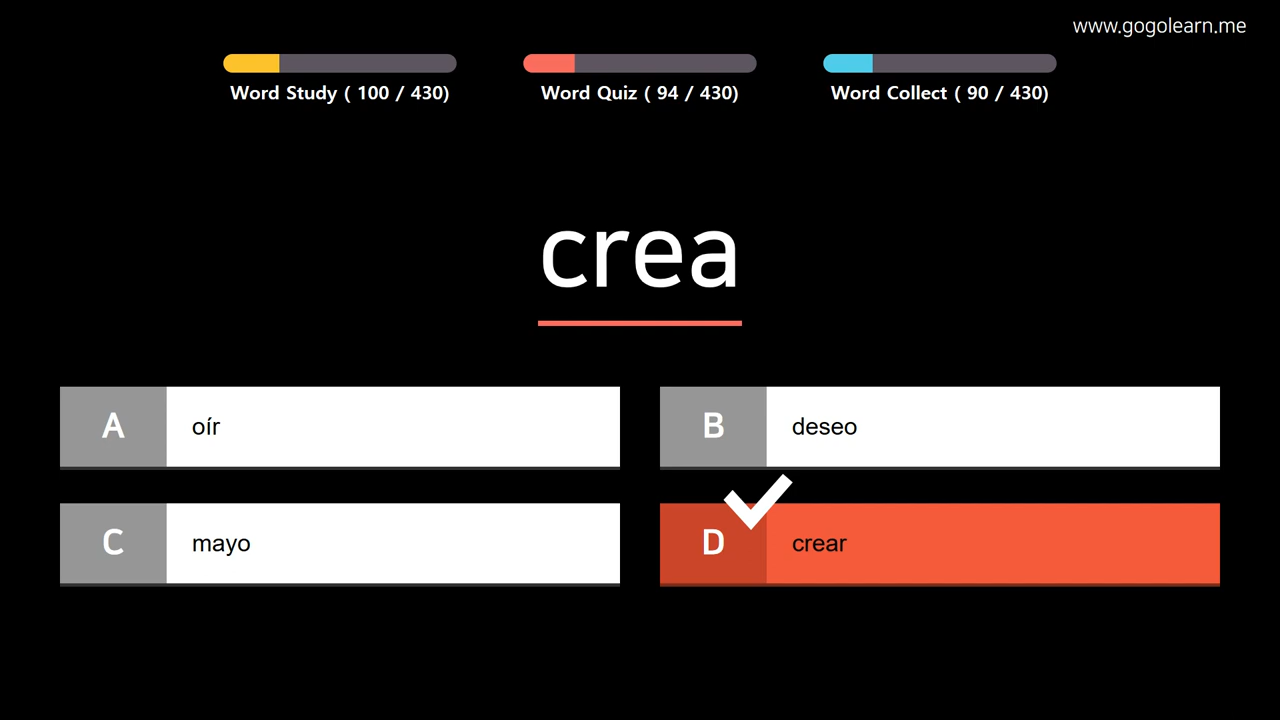 www.gogolearn.me
Word Study ( 100 / 430)
Word Quiz ( 94 / 430)
Word Collect ( 90 / 430)
crea
A oír
B deseo
C mayo
D crear